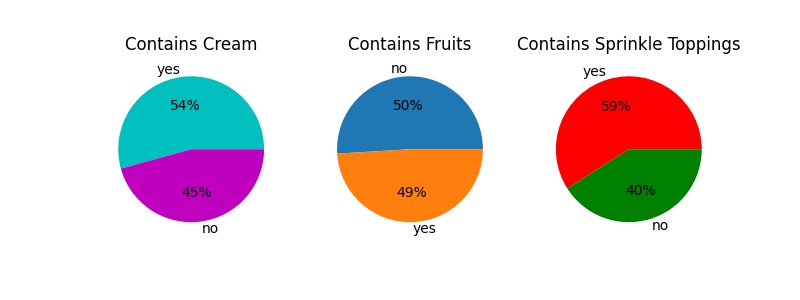 Contains Cream
yes
54%
45%
no
Contains Fruits
no
50%
49%
yes
Contains Sprinkle Toppings
yes
59%
40%
no